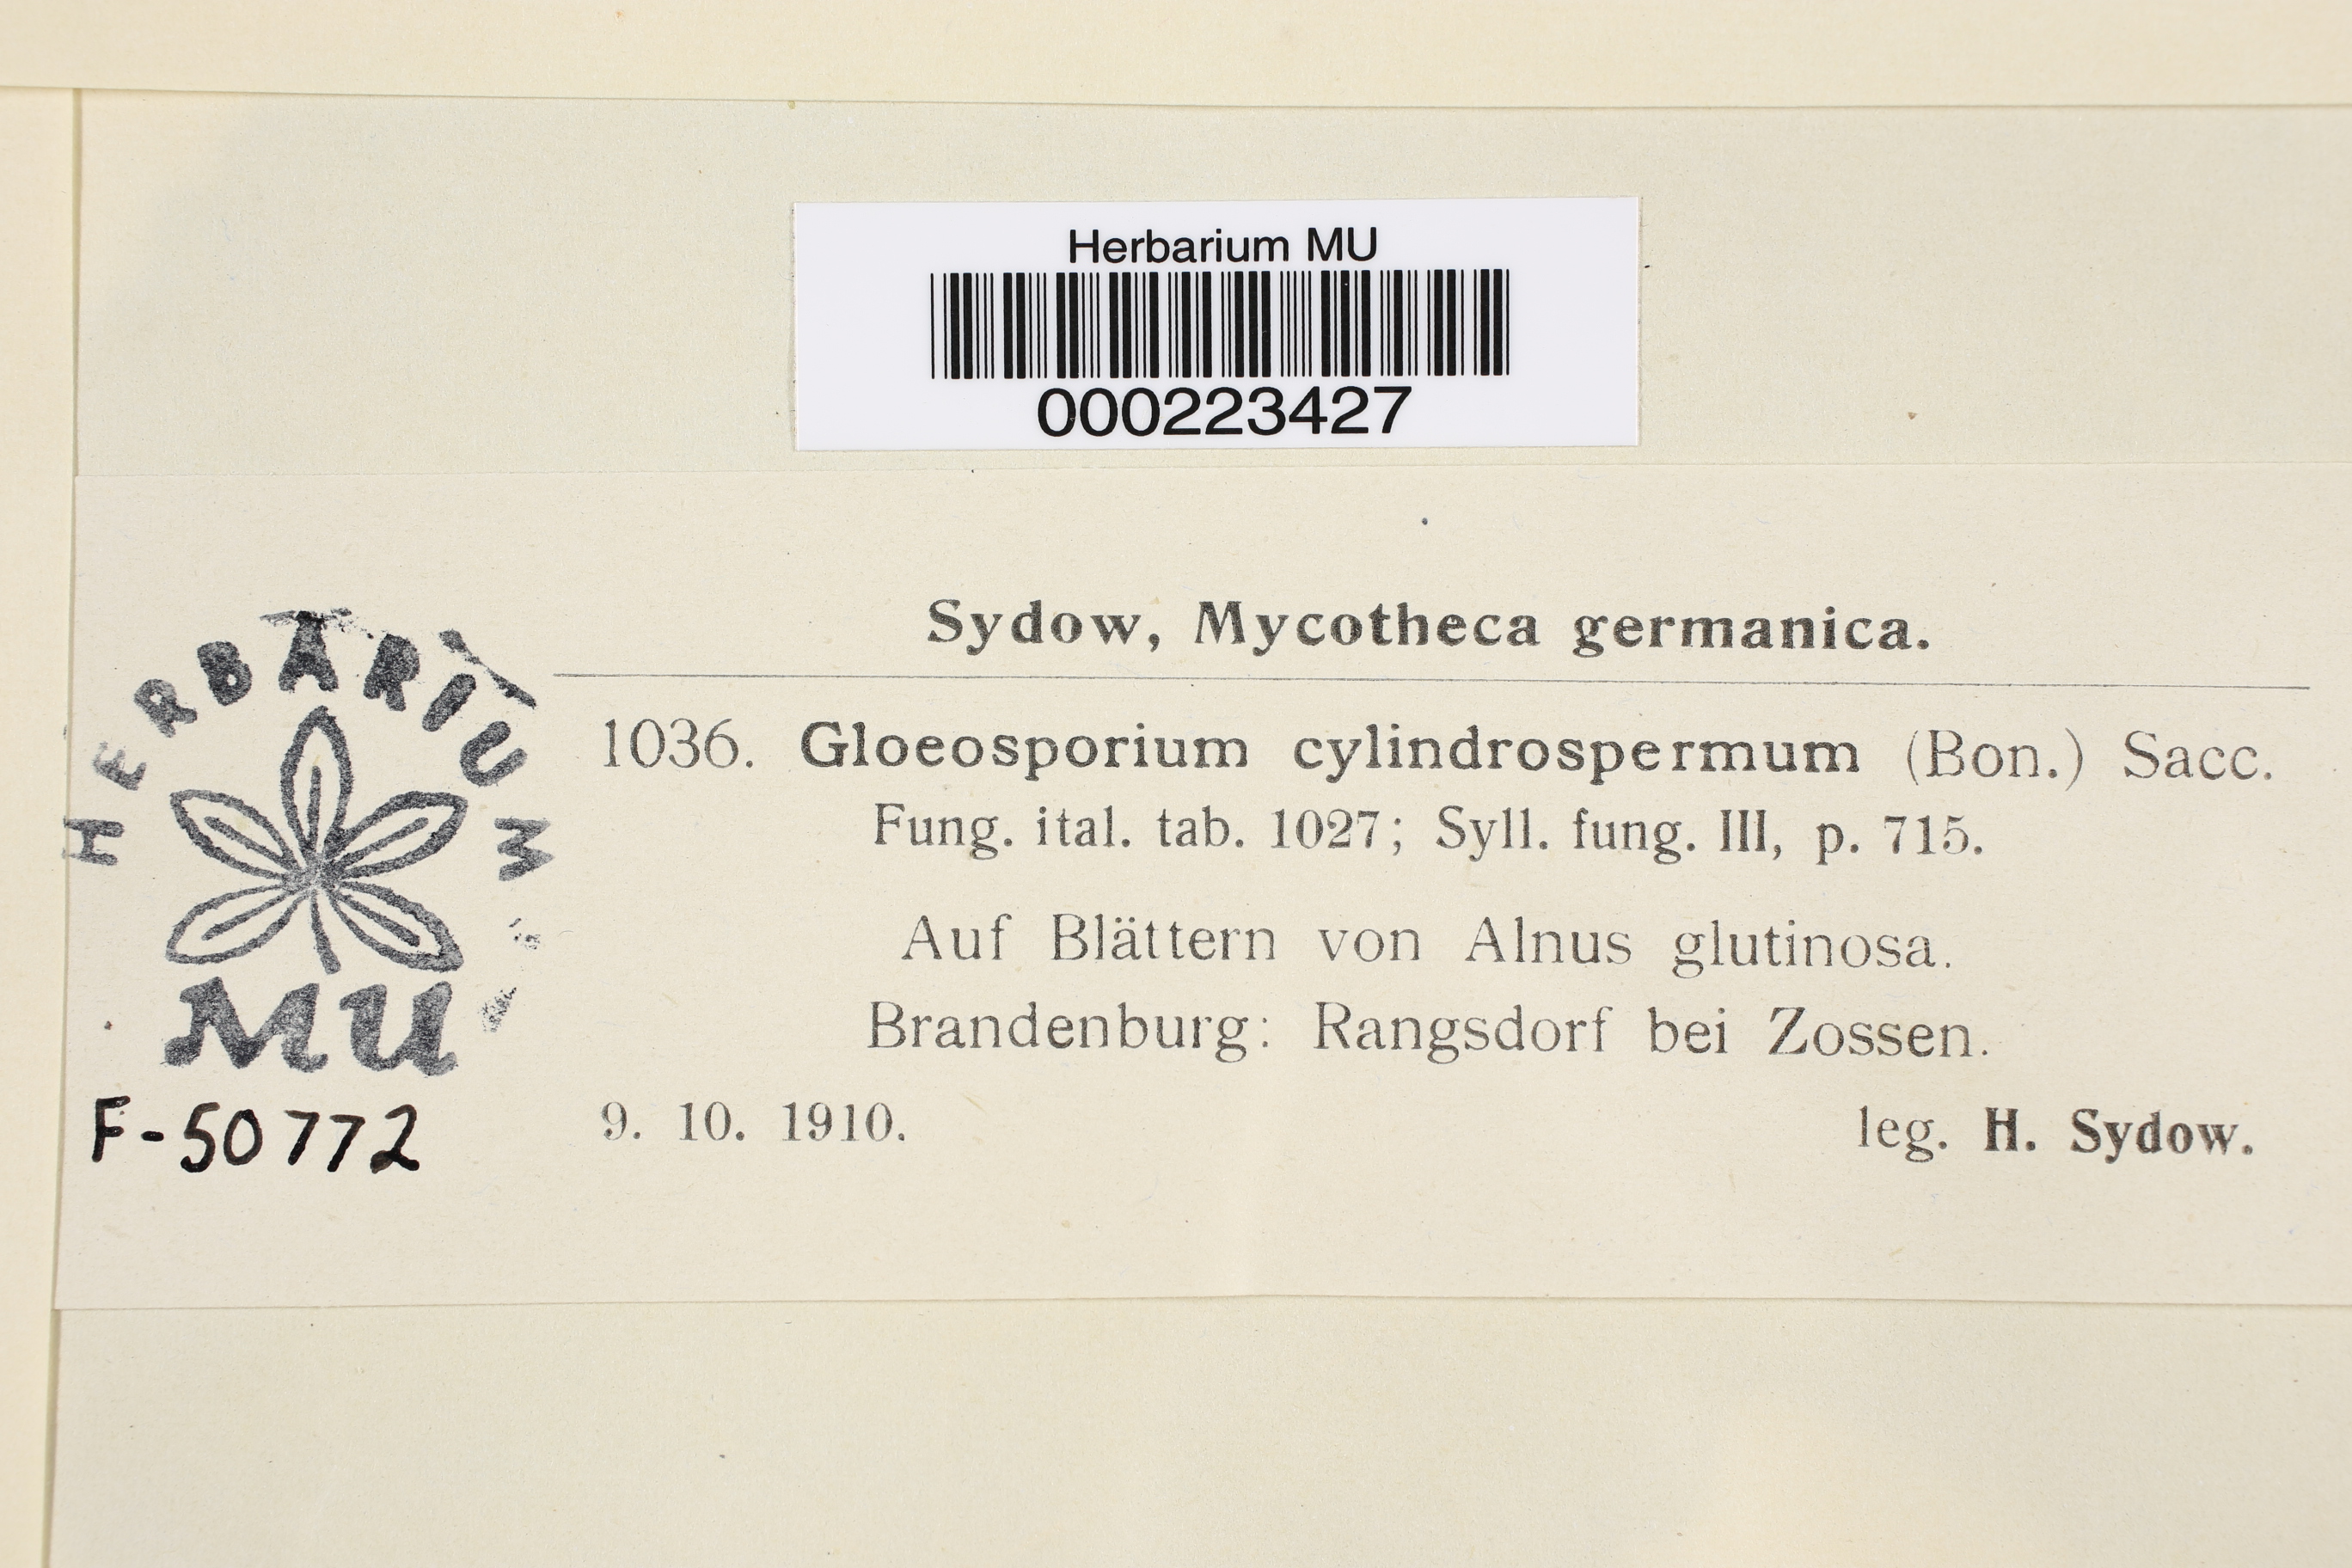 Herbarium MU
000223427
Sydow, Mycotheca germanica.
HERBARIUM
MU
F-50772
1036. Gloeosporium cylindrospermum (Bon.) Sacc.
Fung. ital. tab. 1027; Syll. fung. III, p. 715.
Auf Blättern von Alnus glutinosa.
Brandenburg: Rangsdorf bei Zossen.
9. 10. 1910. leg. H. Sydow.